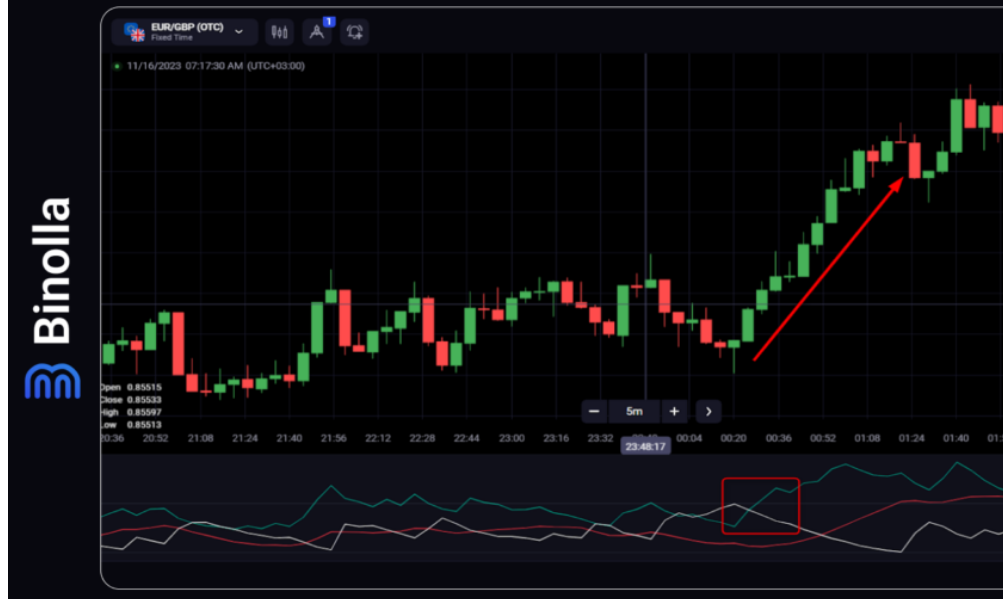 Binolla
EUR/GBP (OTC)
Fixed Time
1
11/16/2023 07:17:30 AM (UTC+03:00)
Open 0.85515
Close 0.85533
High 0.85597
Low 0.85513
5m
20:36 20:52 21:08 21:24 21:40 21:56 22:12 22:28 22:44 23:00 23:16 23:32 00:04 00:20 00:36 00:52 01:08 01:24 01:40
23:48:17